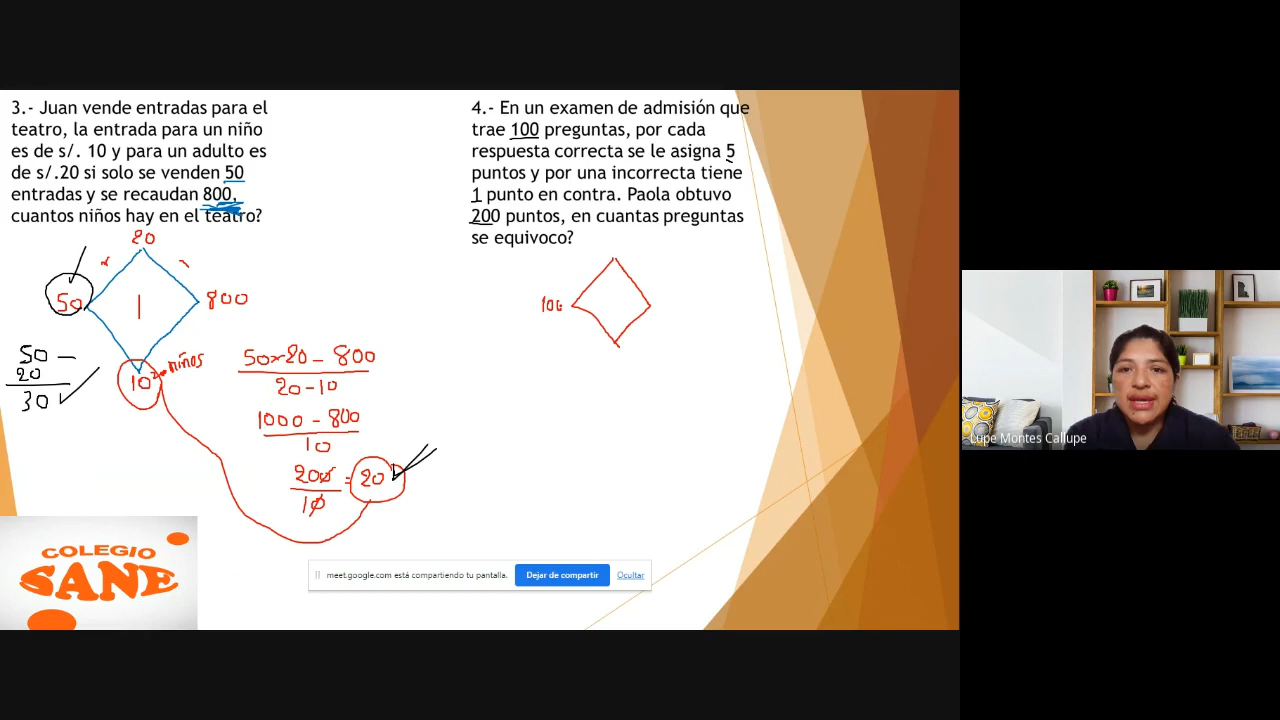 3.- Juan vende entradas para el
teatro, la entrada para un niño
es de s/. 10 y para un adulto es
de s/.20 si solo se venden 50
entradas y se recaudan 800,
cuantos niños hay en el teatro?
20
x -
50
1
800
10 niños
50 -
20
30
50x20 - 800
20-10
1000 - 800
10
200
10
= 20
COLEGIO
SANE
4.- En un examen de admisión que
trae 100 preguntas, por cada
respuesta correcta se le asigna 5
puntos y por una incorrecta tiene
1 punto en contra. Paola obtuvo
200 puntos, en cuantas preguntas
se equivoco?
100
meet.google.com está compartiendo tu pantalla.
Dejar de compartir
Ocultar
Lupe Montes Callupe